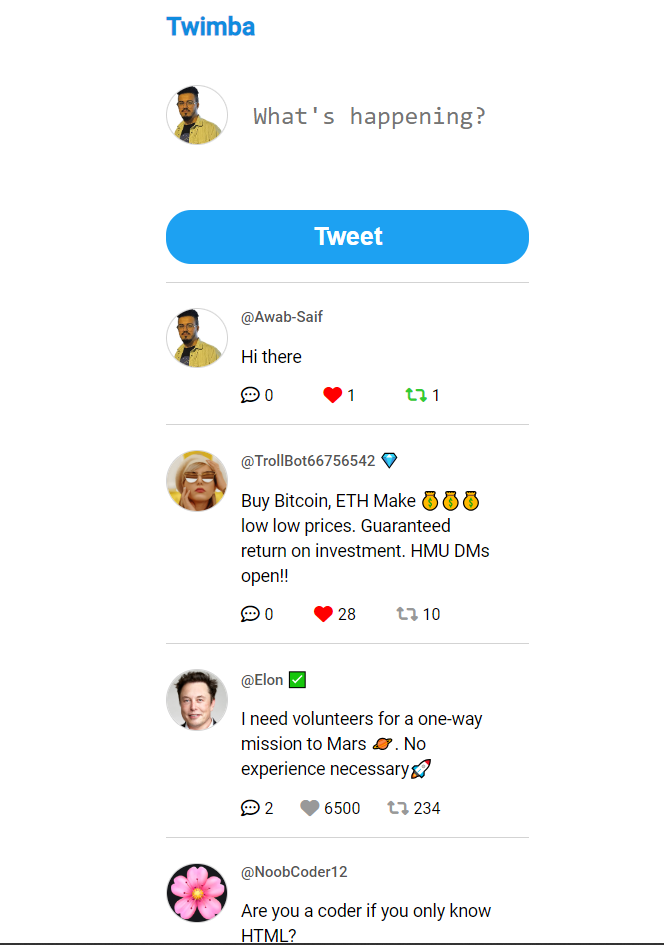 Twimba
What's happening?
Tweet
@Awab-Saif
Hi there
0 1 1
@TrollBot66756542 💎
Buy Bitcoin, ETH Make 💰💰💰
low low prices. Guaranteed
return on investment. HMU DMs
open!!
0 28 10
@Elon ✅
I need volunteers for a one-way
mission to Mars 🪐. No
experience necessary🚀
2 6500 234
@NoobCoder12
Are you a coder if you only know
HTML?